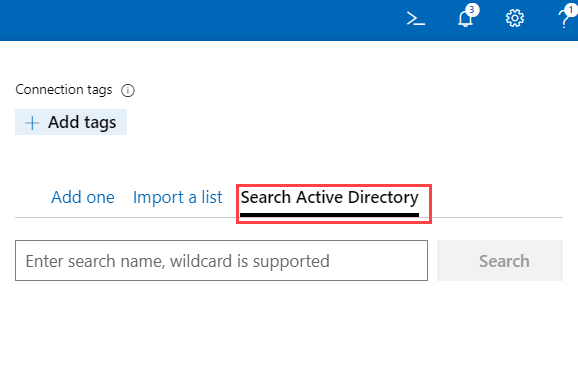 3
1
Connection tags
Add tags
Add one Import a list Search Active Directory
Enter search name, wildcard is supported
Search